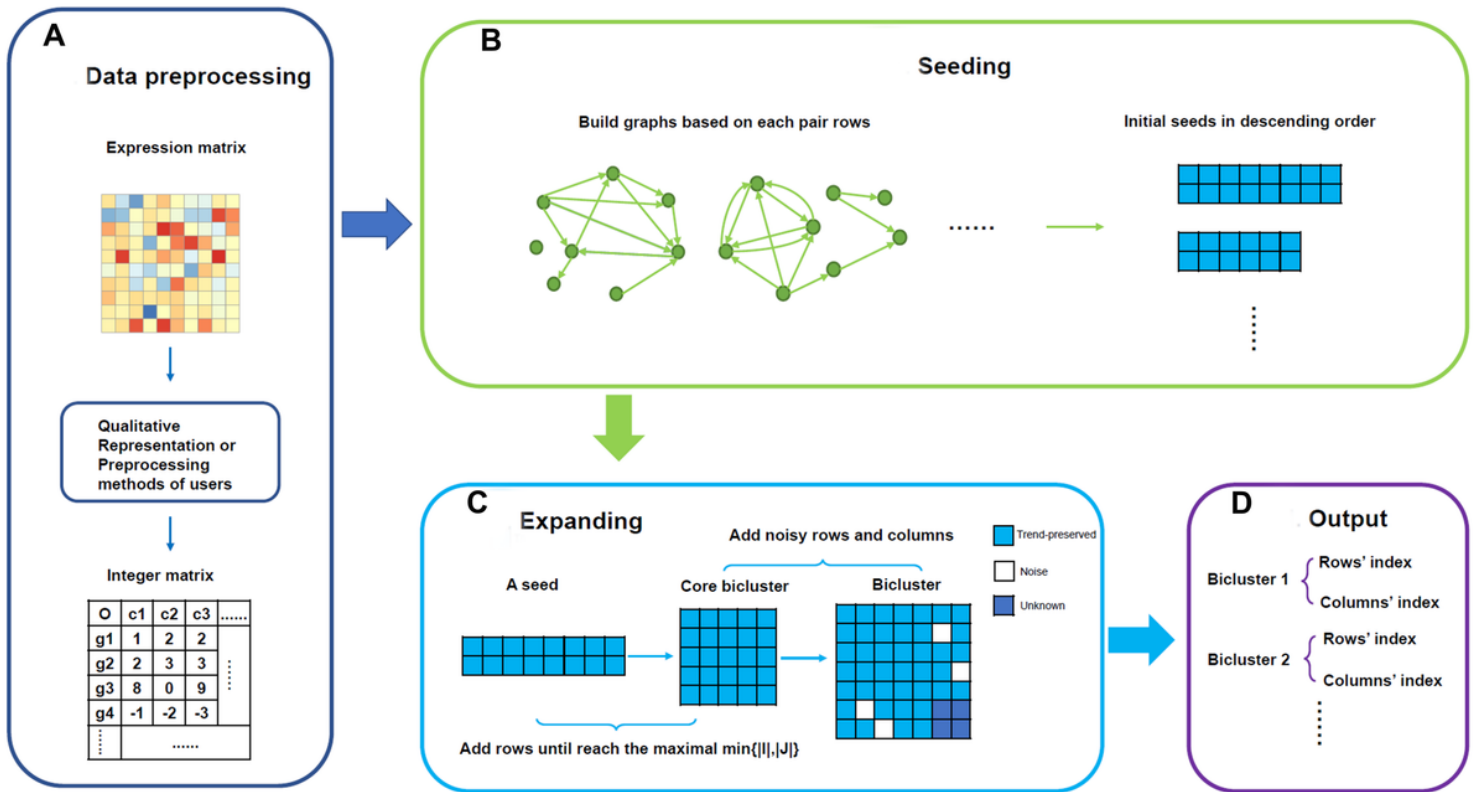 A
Data preprocessing
Expression matrix
Qualitative
Representation or
Preprocessing
methods of users
Integer matrix
O c1 c2 c3 ......
g1 1 2 2
g2 2 3 3
g3 8 0 9
g4 -1 -2 -3
......
B
Seeding
Build graphs based on each pair rows
Initial seeds in descending order
......
C
Expanding
Add noisy rows and columns
A seed
Core bicluster
Bicluster
Trend-preserved
Noise
Unknown
Add rows until reach the maximal min{|I|,|J|}
D
Output
Bicluster 1
Rows' index
Columns' index
Bicluster 2
Rows' index
Columns' index